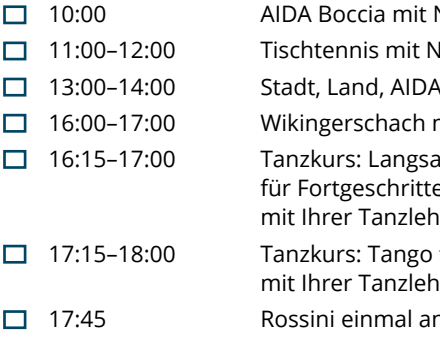 10:00 AIDA Boccia mit
11:00–12:00 Tischtennis mit
13:00–14:00 Stadt, Land, AIDA
16:00–17:00 Wikingerschach
16:15–17:00 Tanzkurs:
für
mit Ihrer
17:15–18:00 Tanzkurs: Tango
mit Ihrer
17:45 Rossini einmal